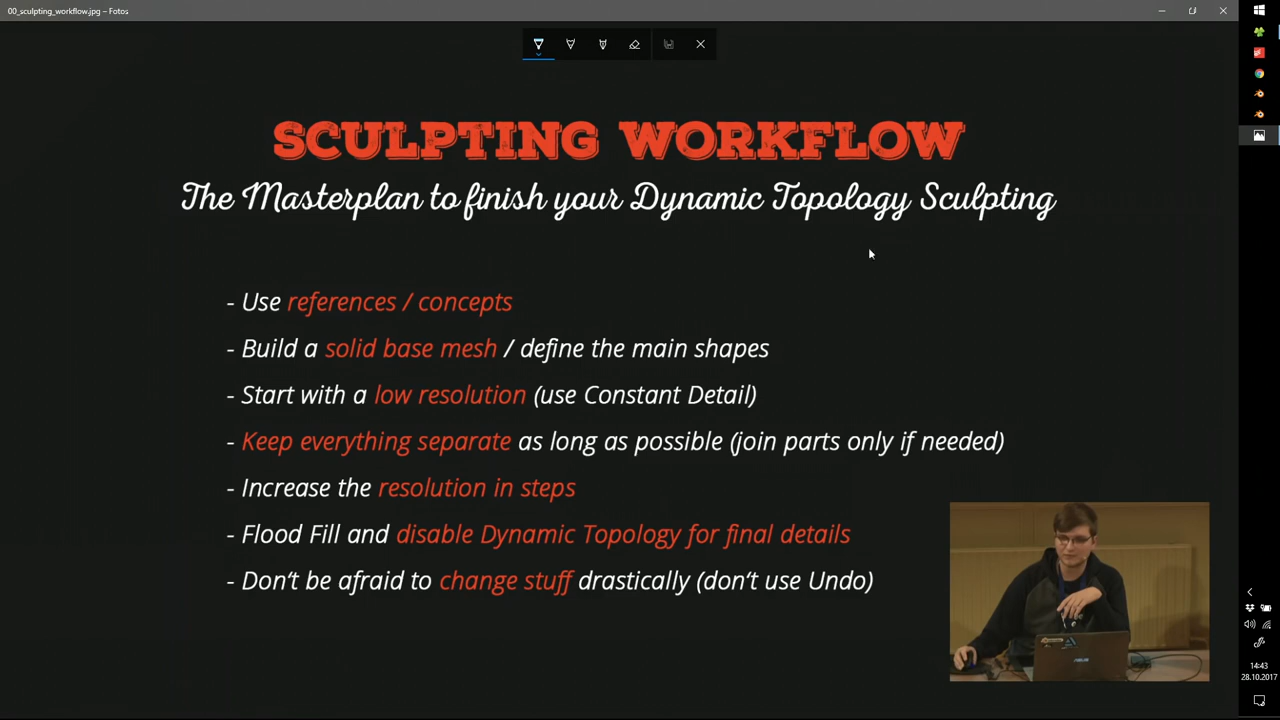 00_sculpting_workflow.jpg – Fotos
SCULPTING WORKFLOW
The Masterplan to finish your Dynamic Topology Sculpting
- Use references / concepts
- Build a solid base mesh / define the main shapes
- Start with a low resolution (use Constant Detail)
- Keep everything separate as long as possible (join parts only if needed)
- Increase the resolution in steps
- Flood Fill and disable Dynamic Topology for final details
- Don't be afraid to change stuff drastically (don't use Undo)
ASUS
14:43
28.10.2017